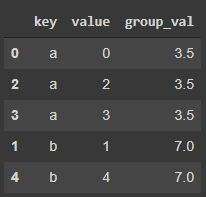 key value group_val
0 a 0 3.5
2 a 2 3.5
3 a 3 3.5
1 b 1 7.0
4 b 4 7.0